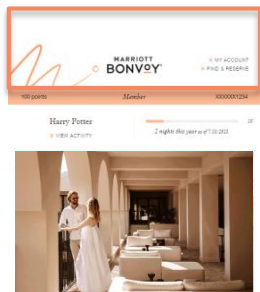 MARRIOTT
BONVOY
MY ACCOUNT
FIND & RESERVE
100 points Member XXXXXX1234
Harry Potter
VIEW ACTIVITY
2 nights this year as of